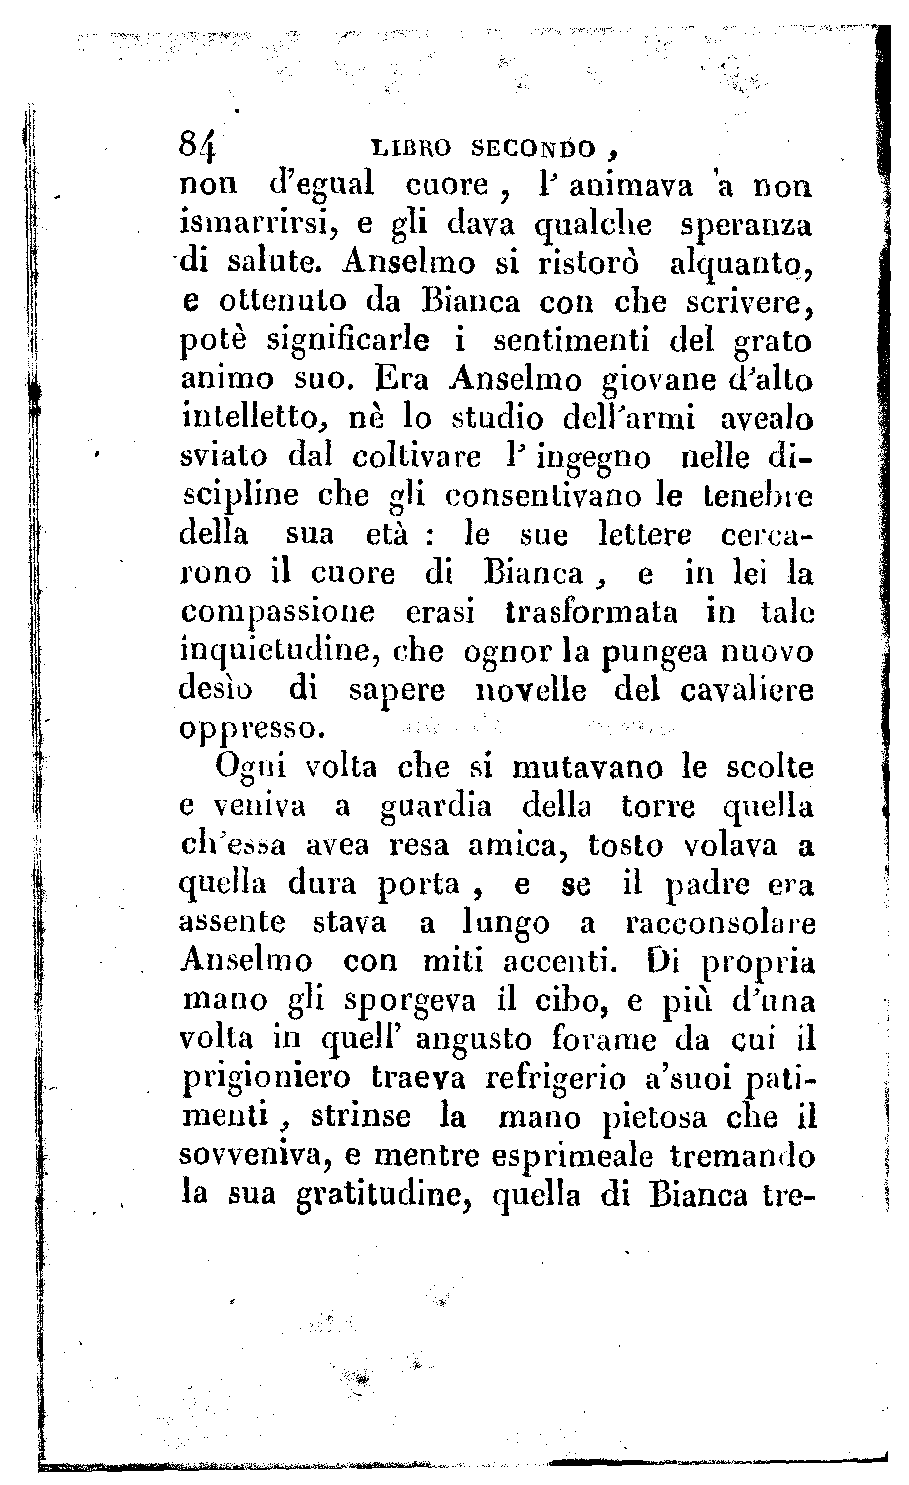 84 LIBRO SECONDO,
non d'egual cuore, l'animava a non
ismarrirsi, e gli dava qualche speranza
di salute. Anselmo si ristorò alquanto,
e ottenuto da Bianca con che scrivere,
potè significarle i sentimenti del grato
animo suo. Era Anselmo giovane d'alto
intelletto, nè lo studio dell'armi avealo
sviato dal coltivare l'ingegno nelle di-
scipline che gli consentivano le tenebre
della sua età : le sue lettere cerca-
rono il cuore di Bianca, e in lei la
compassione erasi trasformata in tale
inquietudine, che ognor la pungea nuovo
desìo di sapere novelle del cavaliere
oppresso.
Ogni volta che si mutavano le scolte
e veniva a guardia della torre quella
ch'essa avea resa amica, tosto volava a
quella dura porta, e se il padre era
assente stava a lungo a racconsolare
Anselmo con miti accenti. Di propria
mano gli sporgeva il cibo, e più d'una
volta in quell' angusto forame da cui il
prigioniero traeva refrigerio a'suoi pati-
menti, strinse la mano pietosa che il
sovveniva, e mentre esprimeale tremando
la sua gratitudine, quella di Bianca tre-